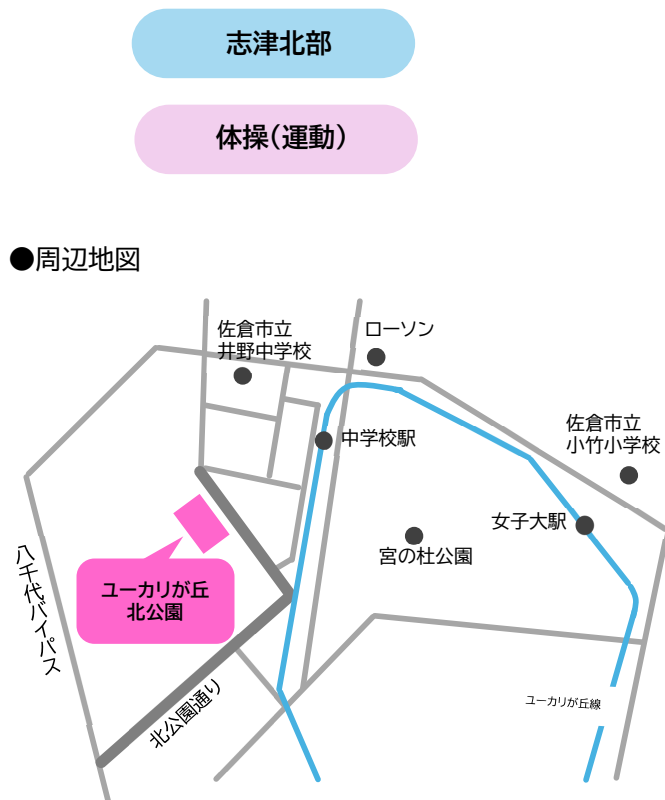 志津北部
体操（運動）
●周辺地図
佐倉市立
井野中学校
ローソン
中学校駅
佐倉市立
小竹小学校
女子大駅
宮の杜公園
八千代バイパス
ユーカリが丘
北公園
北公園通り
ユーカリが丘線